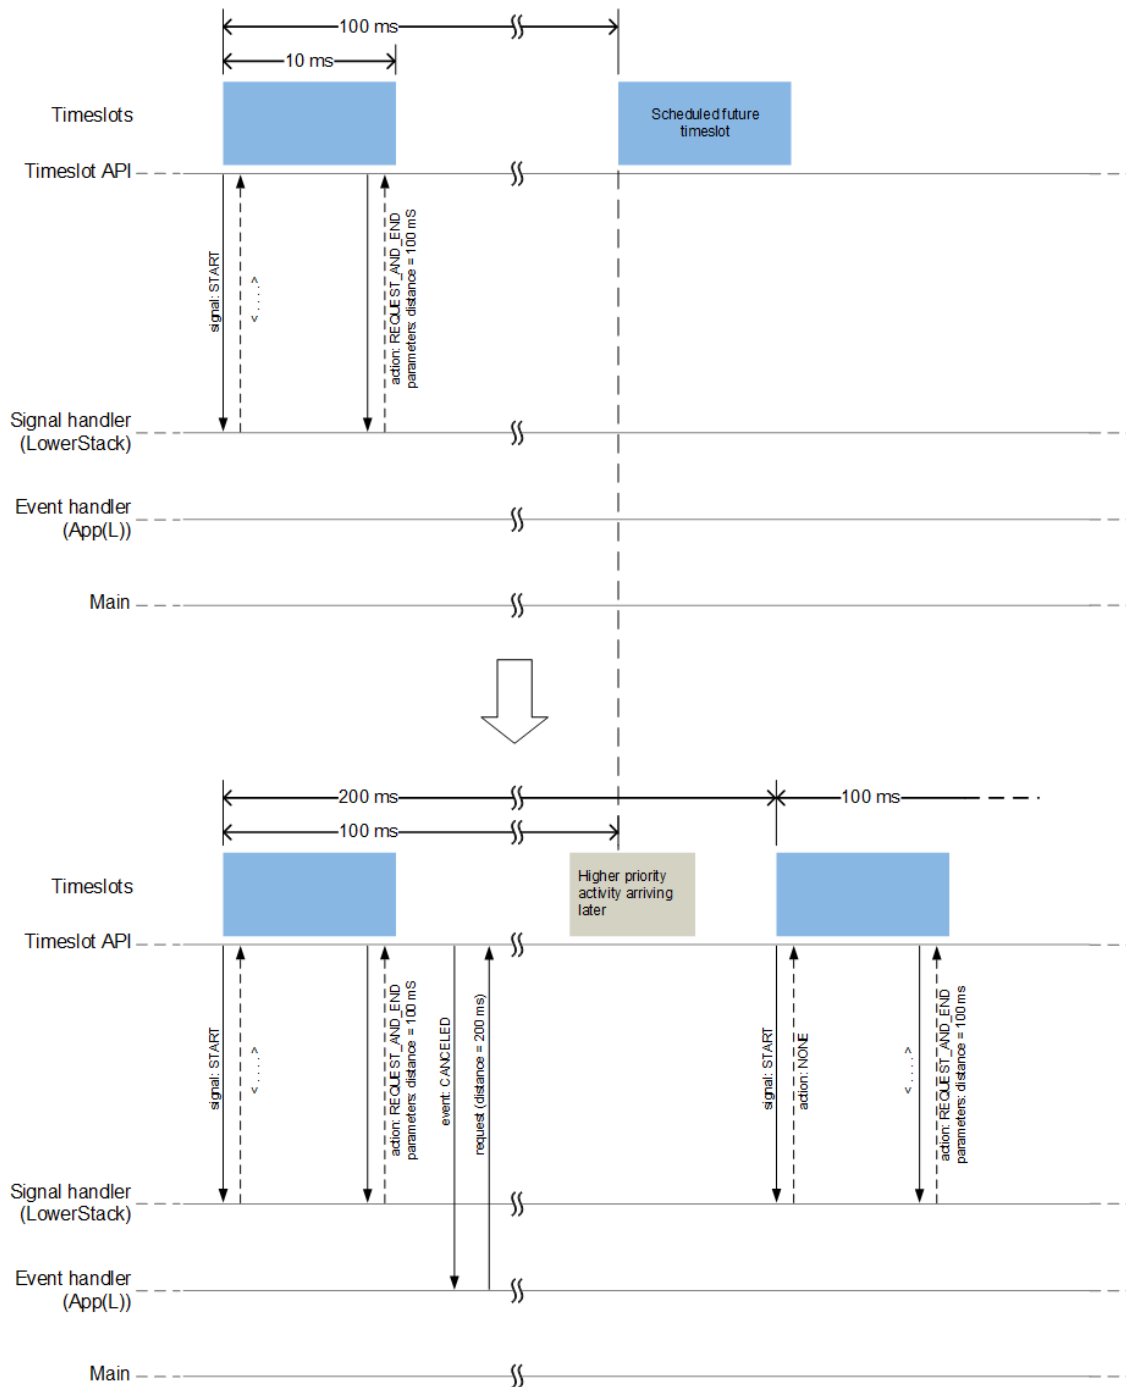 100 ms
10 ms
Timeslots
Scheduled future
timeslot
Timeslot API
signal: START
< . . . . >
action: REQUEST_AND_END
parameters: distance = 100 mS
Signal handler
(LowerStack)
Event handler
(App(L))
Main
200 ms
100 ms
100 ms
Timeslots
Higher priority
activity arriving
later
Timeslot API
signal: START
< . . . . >
action: REQUEST_AND_END
parameters: distance = 100 mS
event: CANCELED
request (distance = 200 ms)
signal: START
action: NONE
< . . . . >
action: REQUEST_AND_END
parameters: distance = 100 ms
Signal handler
(LowerStack)
Event handler
(App(L))
Main